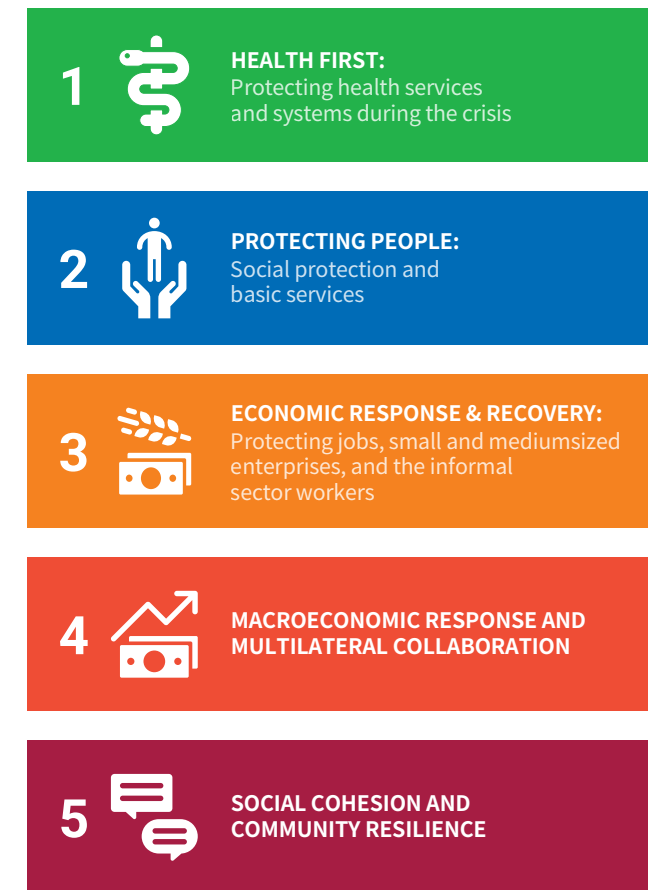 1
HEALTH FIRST:
Protecting health services
and systems during the crisis
2
PROTECTING PEOPLE:
Social protection and
basic services
3
ECONOMIC RESPONSE & RECOVERY:
Protecting jobs, small and mediumsized
enterprises, and the informal
sector workers
4
MACROECONOMIC RESPONSE AND
MULTILATERAL COLLABORATION
5
SOCIAL COHESION AND
COMMUNITY RESILIENCE